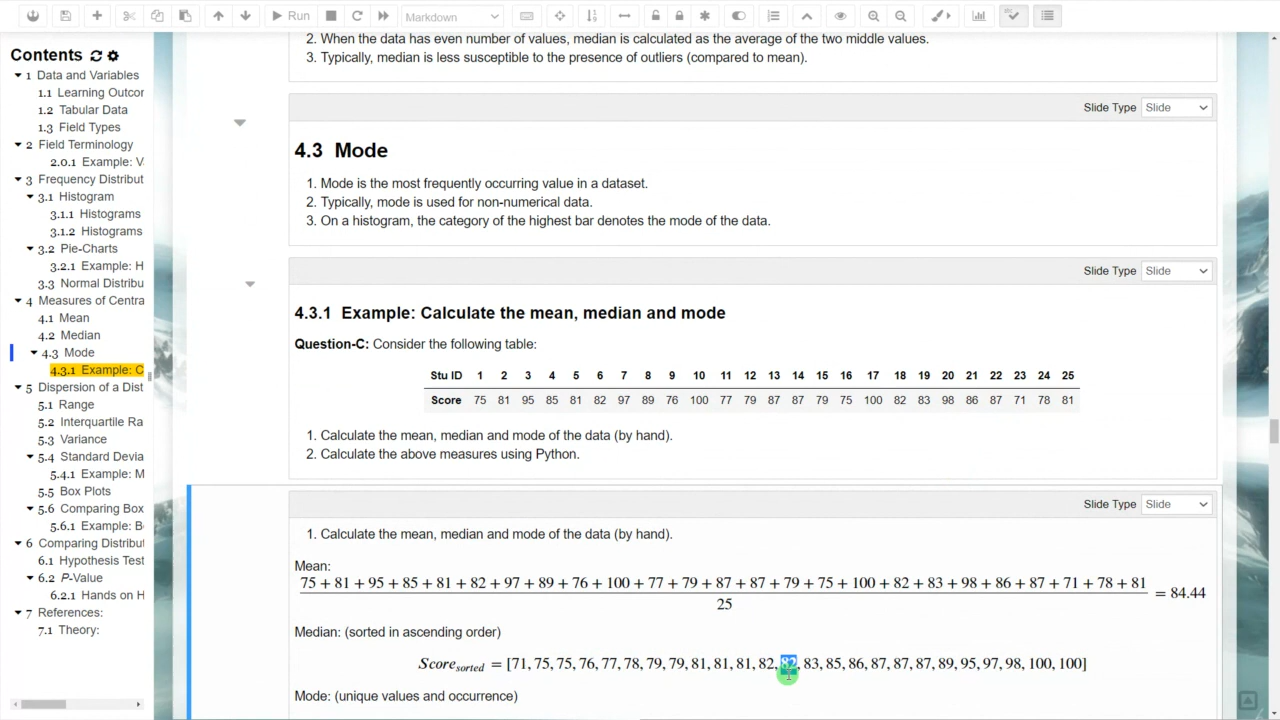 Run
Markdown
Contents
1 Data and Variables
1.1 Learning Outcor
1.2 Tabular Data
1.3 Field Types
2 Field Terminology
2.0.1 Example: V
3 Frequency Distribut
3.1 Histogram
3.1.1 Histograms
3.1.2 Histograms
3.2 Pie-Charts
3.2.1 Example: H
3.3 Normal Distribu
4 Measures of Centra
4.1 Mean
4.2 Median
4.3 Mode
4.3.1 Example: C
5 Dispersion of a Dist
5.1 Range
5.2 Interquartile Ra
5.3 Variance
5.4 Standard Devia
5.4.1 Example: M
5.5 Box Plots
5.6 Comparing Box
5.6.1 Example: B
6 Comparing Distribut
6.1 Hypothesis Test
6.2 P-Value
6.2.1 Hands on H
7 References:
7.1 Theory:
2. When the data has even number of values, median is calculated as the average of the two middle values.
3. Typically, median is less susceptible to the presence of outliers (compared to mean).
Slide Type Slide
4.3 Mode
1. Mode is the most frequently occurring value in a dataset.
2. Typically, mode is used for non-numerical data.
3. On a histogram, the category of the highest bar denotes the mode of the data.
Slide Type Slide
4.3.1 Example: Calculate the mean, median and mode
Question-C: Consider the following table:
Stu ID 1 2 3 4 5 6 7 8 9 10 11 12 13 14 15 16 17 18 19 20 21 22 23 24 25
Score 75 81 95 85 81 82 97 89 76 100 77 79 87 87 79 75 100 82 83 98 86 87 71 78 81
1. Calculate the mean, median and mode of the data (by hand).
2. Calculate the above measures using Python.
Slide Type Slide
1. Calculate the mean, median and mode of the data (by hand).
Mean:
75 + 81 + 95 + 85 + 81 + 82 + 97 + 89 + 76 + 100 + 77 + 79 + 87 + 87 + 79 + 75 + 100 + 82 + 83 + 98 + 86 + 87 + 71 + 78 + 81
= 84.44
25
Median: (sorted in ascending order)
Score sorted = [71, 75, 75, 76, 77, 78, 79, 79, 81, 81, 81, 82, 82, 83, 85, 86, 87, 87, 87, 89, 95, 97, 98, 100, 100]
Mode: (unique values and occurrence)